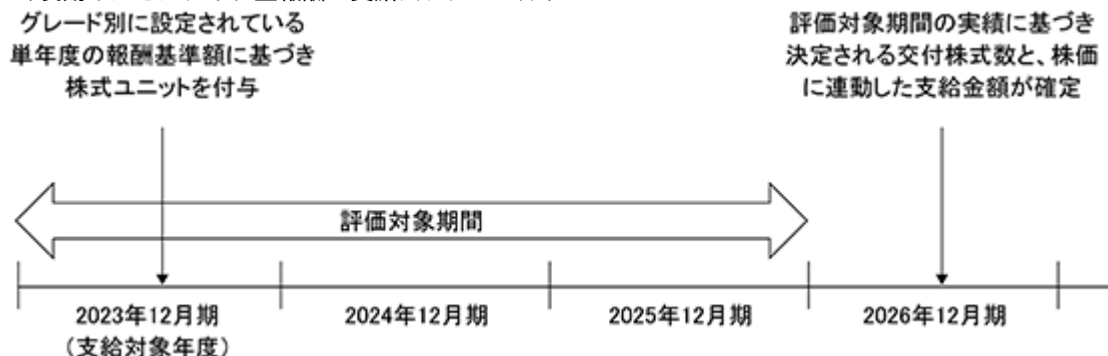 グレード別に設定されている
単年度の報酬基準額に基づき
株式ユニットを付与
評価対象期間の実績に基づき
決定される交付株式数と、株価
に連動した支給金額が確定
評価対象期間
2023年12月期
(支給対象年度)
2024年12月期
2025年12月期
2026年12月期